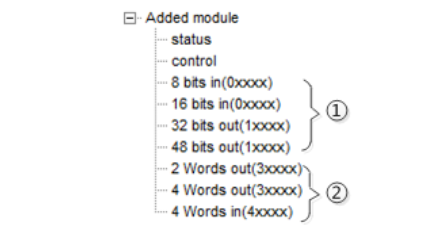 Added module
status
control
8 bits in(0xxxx)
16 bits in(0xxxx)
①
32 bits out(1xxxx)
48 bits out(1xxxx)
2 Words out(3xxxx)
4 Words out(3xxxx)
②
4 Words in(4xxxx)